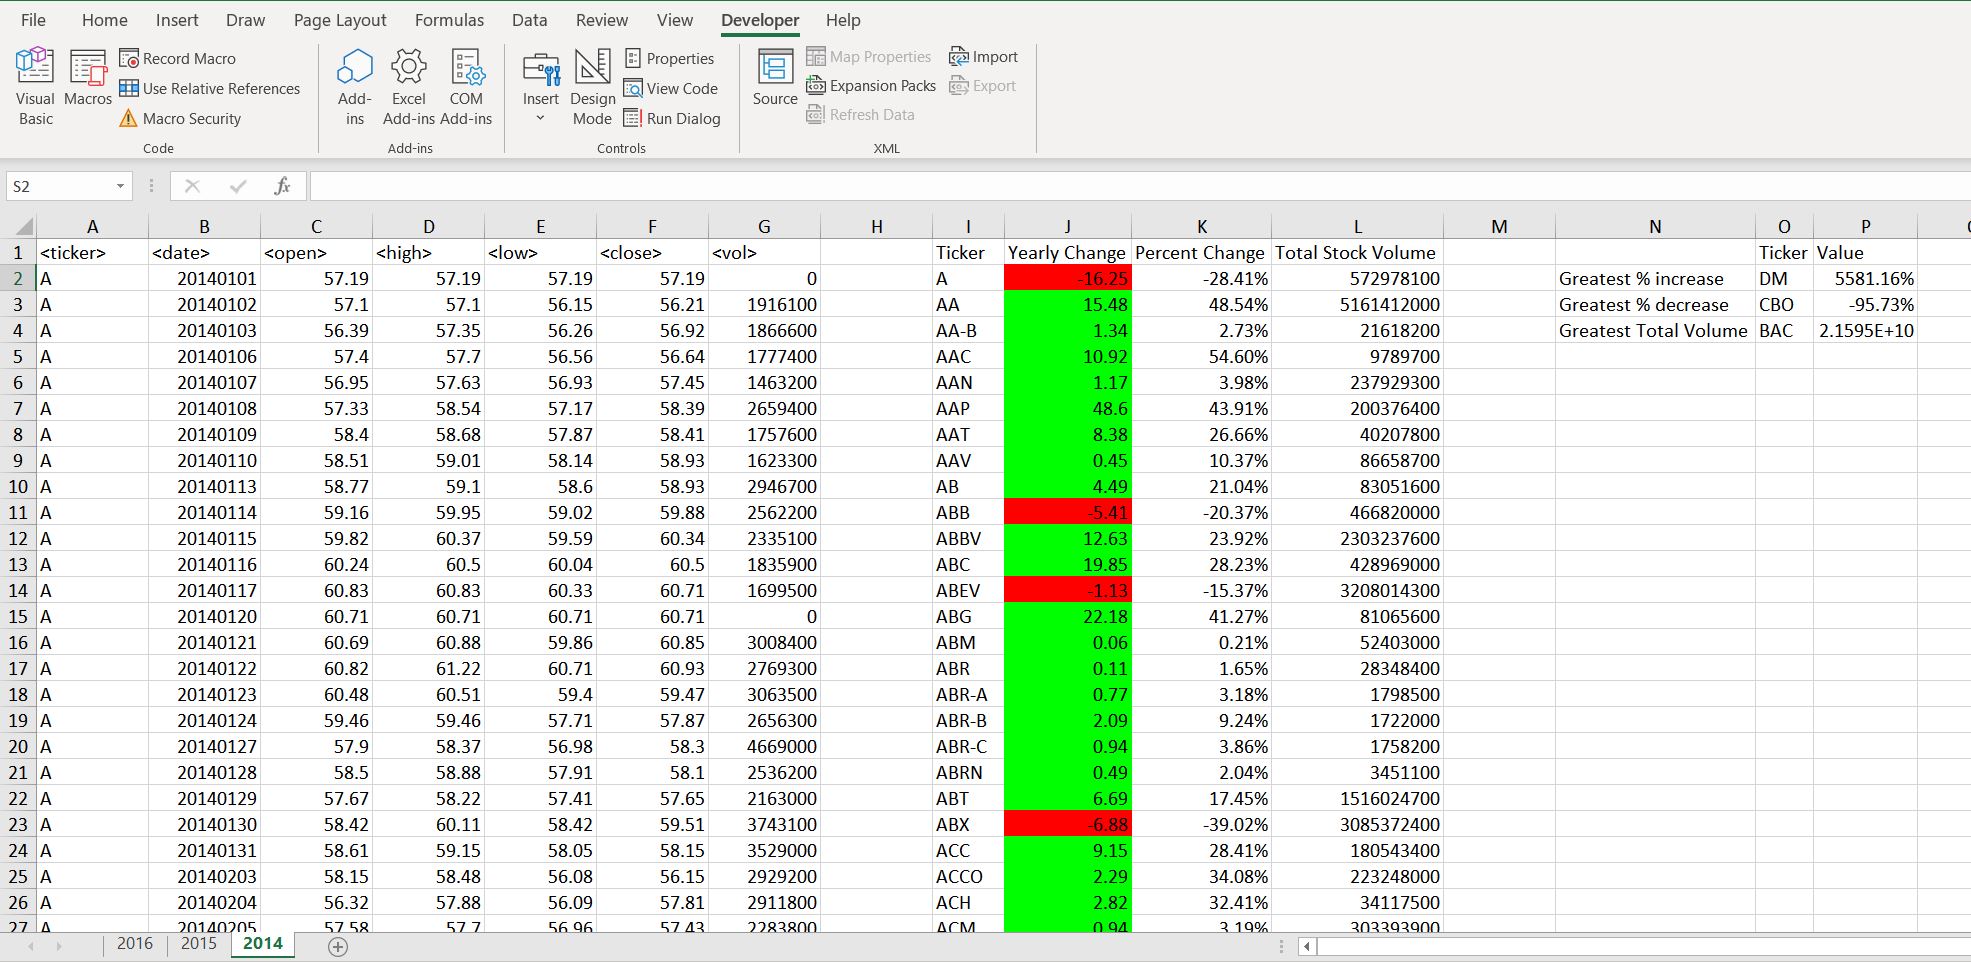 File Home Insert Draw Page Layout Formulas Data Review View Developer Help
Visual Basic
Macros
Record Macro
Use Relative References
Macro Security
Code
Add-ins
Excel Add-ins
COM Add-ins
Add-ins
Insert
Design Mode
Properties
View Code
Run Dialog
Controls
Source
Map Properties
Expansion Packs
Refresh Data
Import
Export
XML
S2 fx
A B C D E F G H I J K L M N O P
1 <ticker> <date> <open> <high> <low> <close> <vol> Ticker Yearly Change Percent Change Total Stock Volume Ticker Value
2 A 20140101 57.19 57.19 57.19 57.19 0 A -16.25 -28.41% 572978100 Greatest % increase DM 5581.16%
3 A 20140102 57.1 57.1 56.15 56.21 1916100 AA 15.48 48.54% 5161412000 Greatest % decrease CBO -95.73%
4 A 20140103 56.39 57.35 56.26 56.92 1866600 AA-B 1.34 2.73% 21618200 Greatest Total Volume BAC 2.1595E+10
5 A 20140106 57.4 57.7 56.56 56.64 1777400 AAC 10.92 54.60% 9789700
6 A 20140107 56.95 57.63 56.93 57.45 1463200 AAN 1.17 3.98% 237929300
7 A 20140108 57.33 58.54 57.17 58.39 2659400 AAP 48.6 43.91% 200376400
8 A 20140109 58.4 58.68 57.87 58.41 1757600 AAT 8.38 26.66% 40207800
9 A 20140110 58.51 59.01 58.14 58.93 1623300 AAV 0.45 10.37% 86658700
10 A 20140113 58.77 59.1 58.6 58.93 2946700 AB 4.49 21.04% 83051600
11 A 20140114 59.16 59.95 59.02 59.88 2562200 ABB -5.41 -20.37% 466820000
12 A 20140115 59.82 60.37 59.59 60.34 2335100 ABBV 12.63 23.92% 2303237600
13 A 20140116 60.24 60.5 60.04 60.5 1835900 ABC 19.85 28.23% 428969000
14 A 20140117 60.83 60.83 60.33 60.71 1699500 ABEV -1.13 -15.37% 3208014300
15 A 20140120 60.71 60.71 60.71 60.71 0 ABG 22.18 41.27% 81065600
16 A 20140121 60.69 60.88 59.86 60.85 3008400 ABM 0.06 0.21% 52403000
17 A 20140122 60.82 61.22 60.71 60.93 2769300 ABR 0.11 1.65% 28348400
18 A 20140123 60.48 60.51 59.4 59.47 3063500 ABR-A 0.77 3.18% 1798500
19 A 20140124 59.46 59.46 57.71 57.87 2656300 ABR-B 2.09 9.24% 1722000
20 A 20140127 57.9 58.37 56.98 58.3 4669000 ABR-C 0.94 3.86% 1758200
21 A 20140128 58.5 58.88 57.91 58.1 2536200 ABRN 0.49 2.04% 3451100
22 A 20140129 57.67 58.22 57.41 57.65 2163000 ABT 6.69 17.45% 1516024700
23 A 20140130 58.42 60.11 58.42 59.51 3743100 ABX -6.88 -39.02% 3085372400
24 A 20140131 58.61 59.15 58.05 58.15 3529000 ACC 9.15 28.41% 180543400
25 A 20140203 58.15 58.48 56.08 56.15 2929200 ACCO 2.29 34.08% 223248000
26 A 20140204 56.32 57.88 56.09 57.81 2911800 ACH 2.82 32.41% 34117500
27 A 20140205 57.58 57.7 56.96 57.43 2283800 ACM 0.94 3.19% 303393900
2016 2015 2014